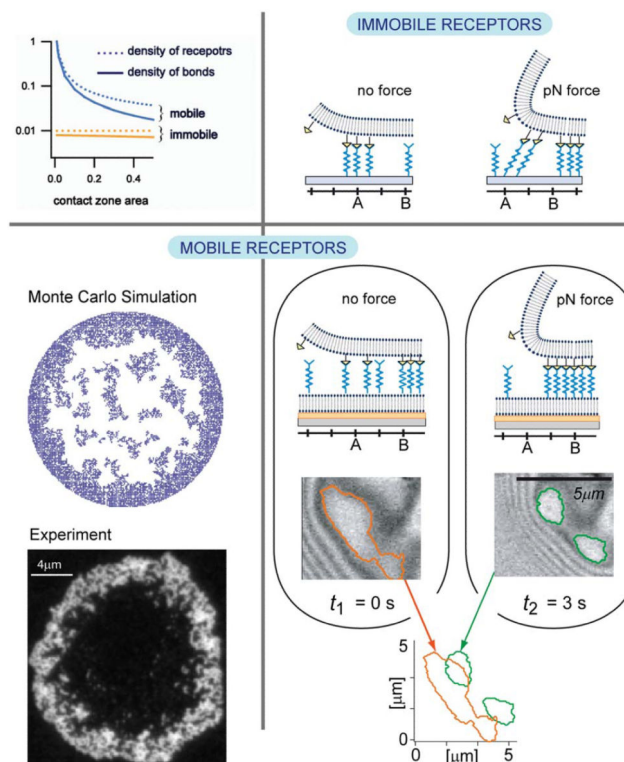 1
0.1
0.01
density of recepotrs
density of bonds
mobile
immobile
0.0
0.2
0.4
contact zone area
IMMOBILE RECEPTORS
no force
pN force
A
B
A
B
MOBILE RECEPTORS
Monte Carlo Simulation
Experiment
4μm
no force
pN force
A
B
A
B
5μm
t1 = 0 s
t2 = 3 s
5
[μm]
0
0
[μm]
5